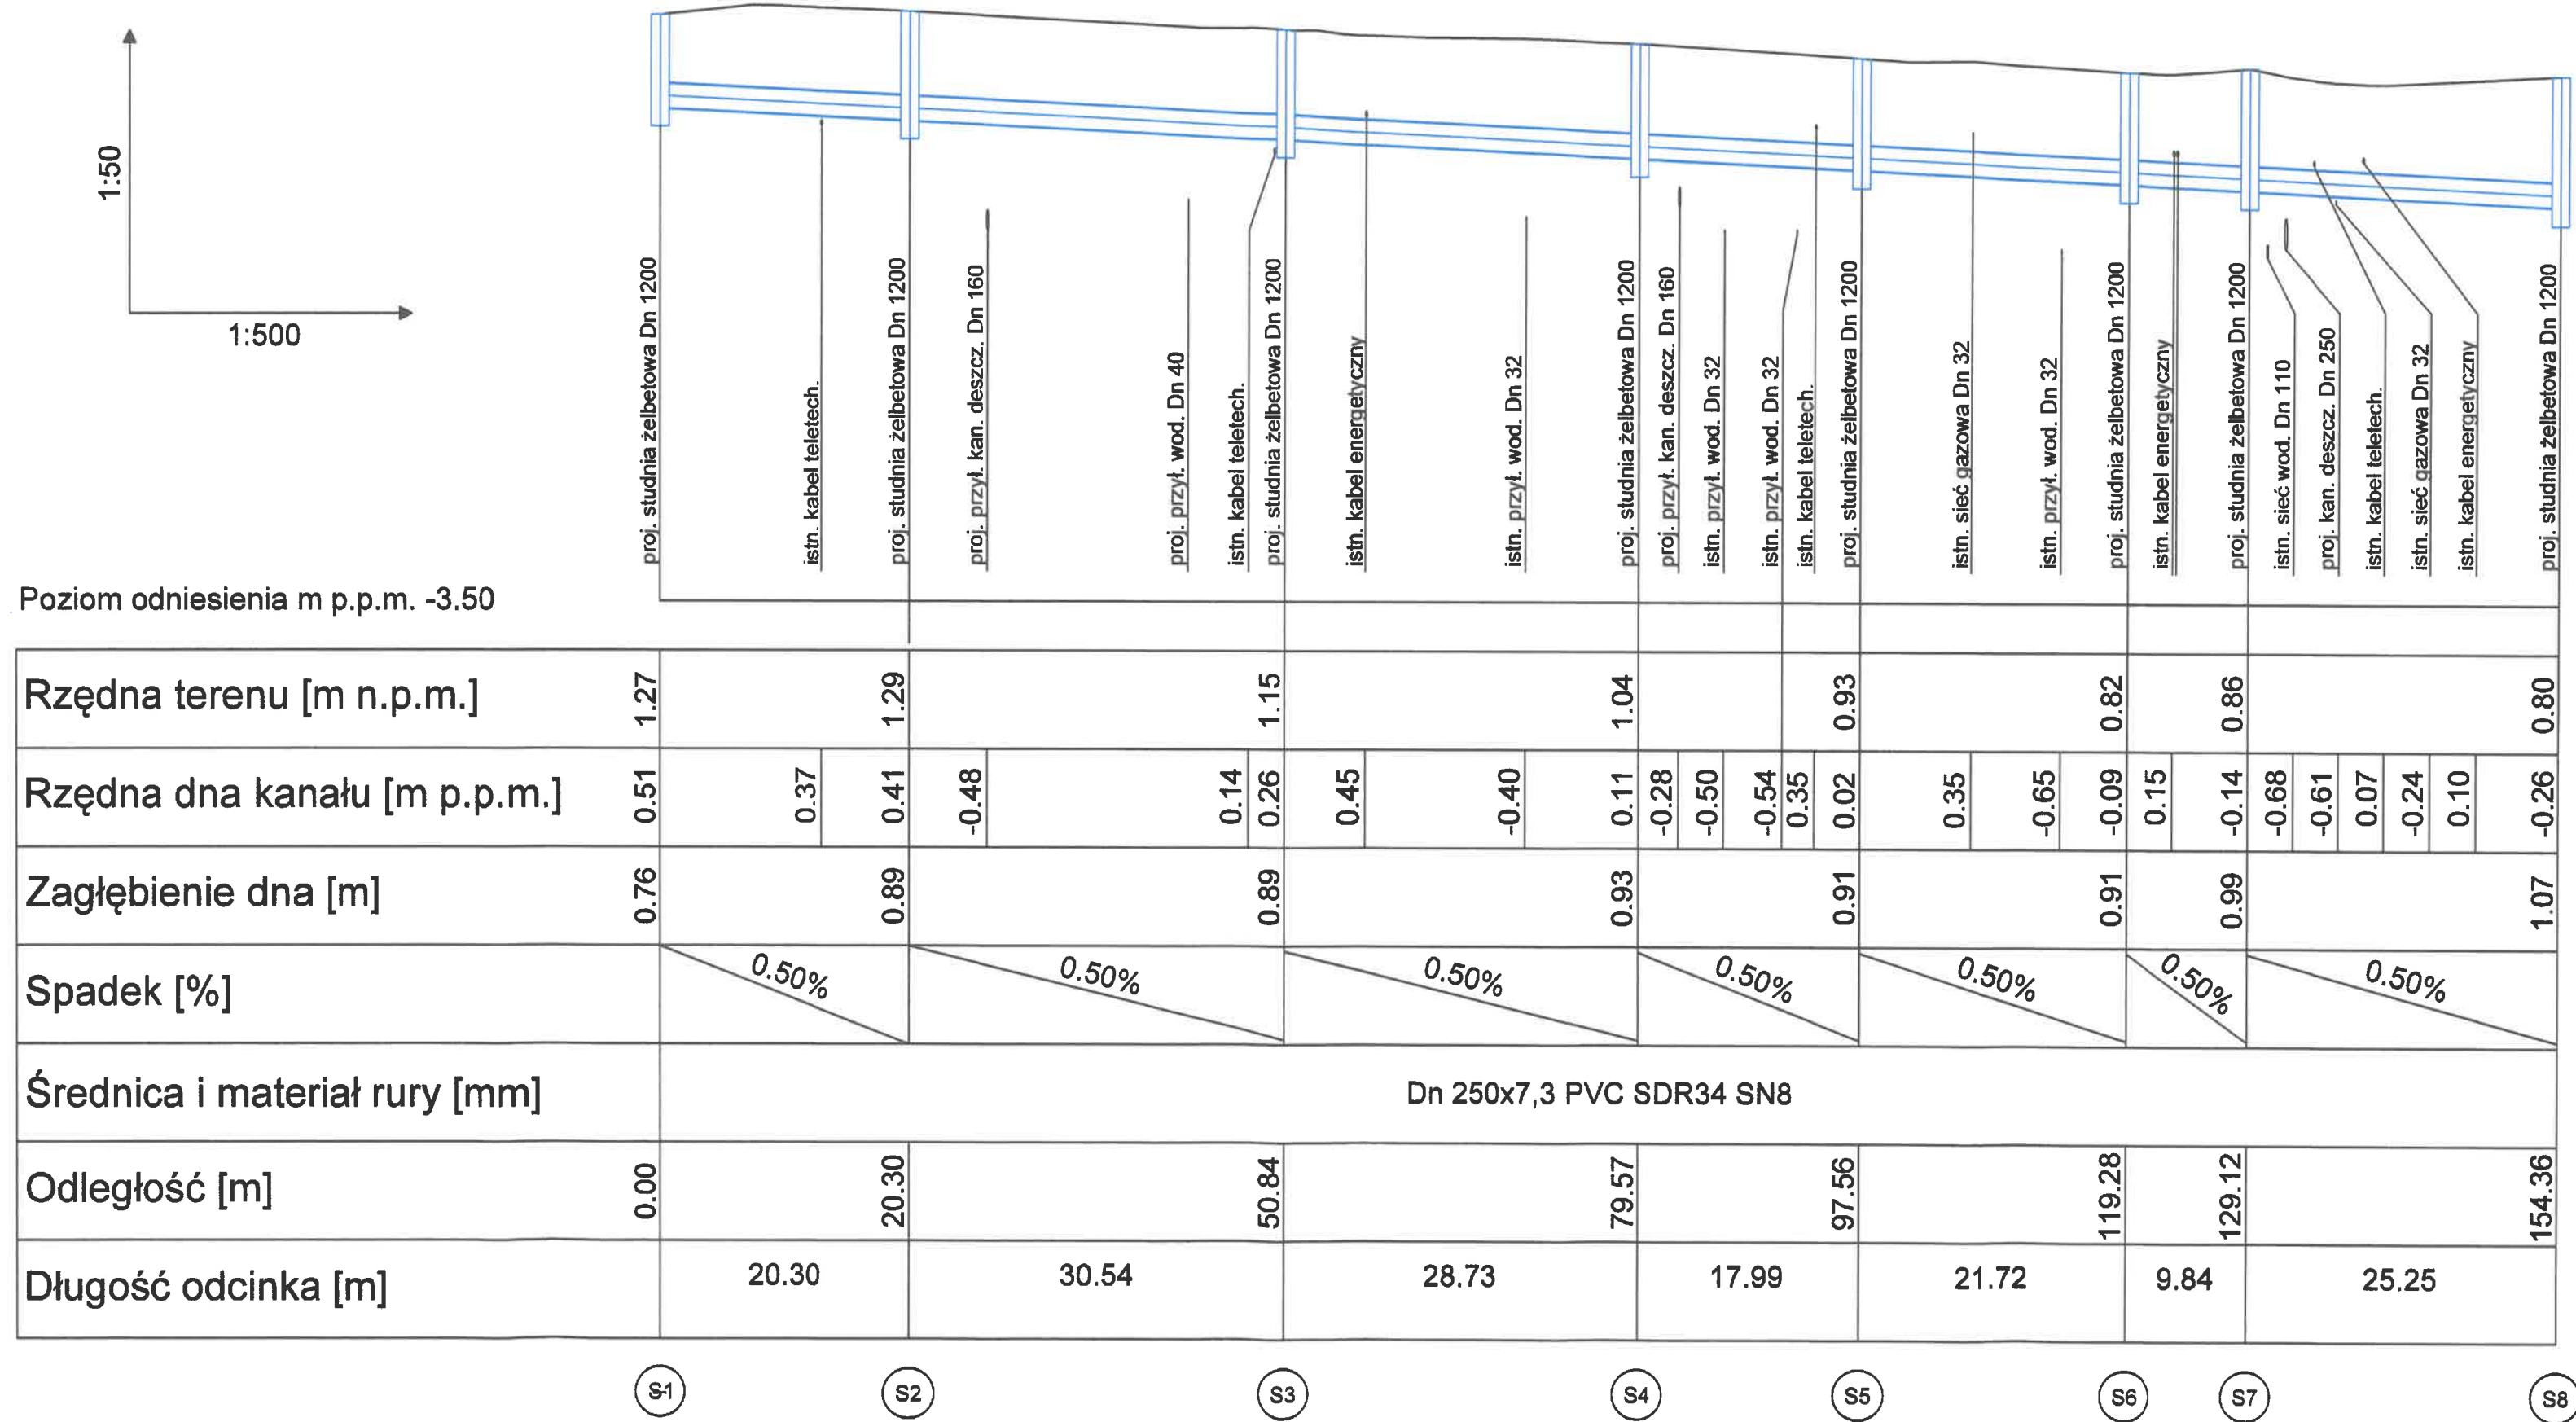 1:50
1:500
proj. studnia żelbetowa Dn 1200
istn. kabel teletech.
proj. studnia żelbetowa Dn 1200
proj. przył. kan. deszcz. Dn 160
proj. przył. wod. Dn 40
istn. kabel teletech.
proj. studnia żelbetowa Dn 1200
istn. kabel energetyczny
istn. przył. wod. Dn 32
proj. studnia żelbetowa Dn 1200
proj. przył. kan. deszcz. Dn 160
istn. przył. wod. Dn 32
istn. przył. wod. Dn 32
istn. kabel teletech.
proj. studnia żelbetowa Dn 1200
istn. sieć gazowa Dn 32
istn. przył. wod. Dn 32
proj. studnia żelbetowa Dn 1200
istn. kabel energetyczny
proj. studnia żelbetowa Dn 1200
istn. sieć wod. Dn 110
proj. kan. deszcz. Dn 250
istn. kabel teletech.
istn. sieć gazowa Dn 32
istn. kabel energetyczny
proj. studnia żelbetowa Dn 1200
Poziom odniesienia m p.p.m. -3.50
Rzędna terenu [m n.p.m.] 1.27 1.29 1.15 1.04 0.93 0.82 0.86 0.80
Rzędna dna kanału [m p.p.m.] 0.51 0.37 0.41 -0.48 0.14 0.26 0.45 -0.40 0.11 -0.28 -0.50 -0.54 0.35 0.02 0.35 -0.65 -0.09 0.15 -0.14 -0.68 -0.61 0.07 -0.24 0.10 -0.26
Zagłębienie dna [m] 0.76 0.89 0.89 0.93 0.91 0.91 0.99 1.07
Spadek [%] 0.50% 0.50% 0.50% 0.50% 0.50% 0.50% 0.50%
Średnica i materiał rury [mm] Dn 250x7,3 PVC SDR34 SN8
Odległość [m] 0.00 20.30 50.84 79.57 97.56 119.28 129.12 154.36
Długość odcinka [m] 20.30 30.54 28.73 17.99 21.72 9.84 25.25
S1 S2 S3 S4 S5 S6 S7 S8